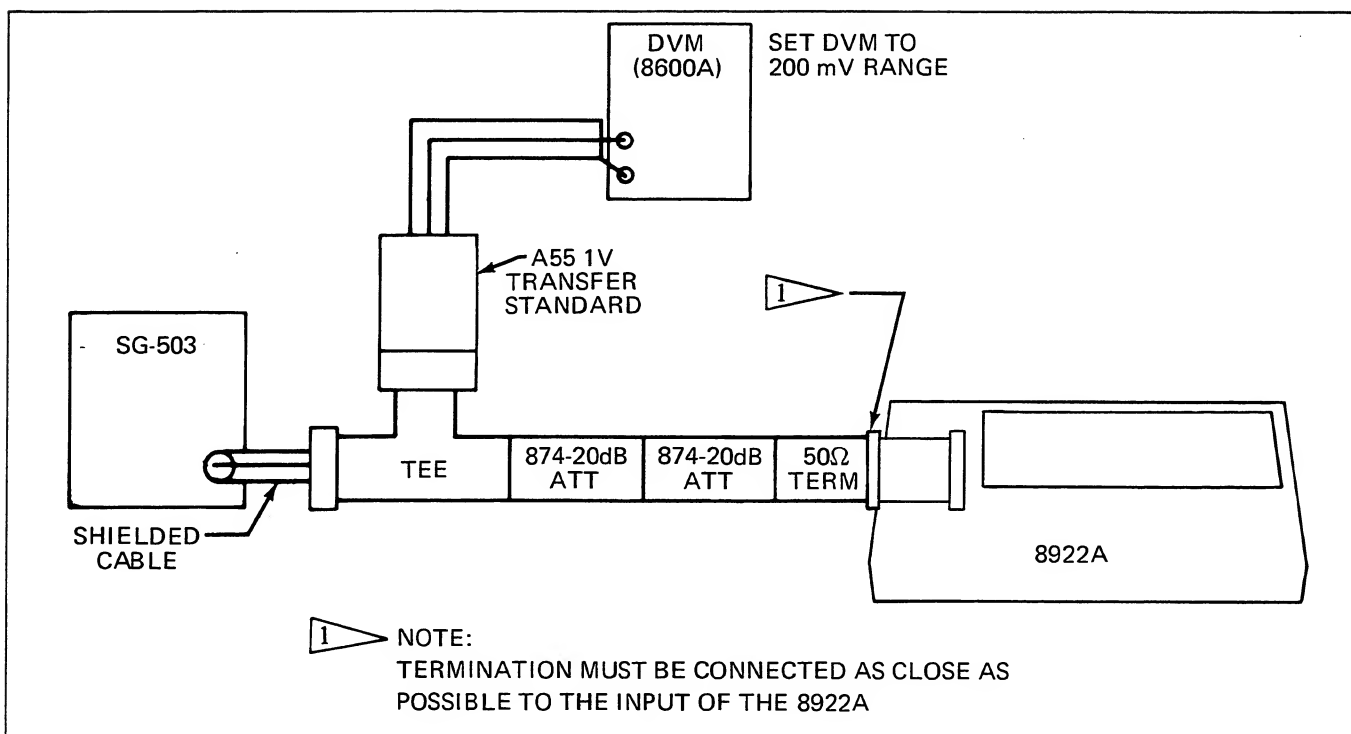 DVM
(8600A)
SET DVM TO
200 mV RANGE
A55 1V
TRANSFER
STANDARD
1
SG-503
TEE
874-20dB
ATT
874-20dB
ATT
50Ω
TERM
SHIELDED
CABLE
8922A
1 NOTE:
TERMINATION MUST BE CONNECTED AS CLOSE AS
POSSIBLE TO THE INPUT OF THE 8922A